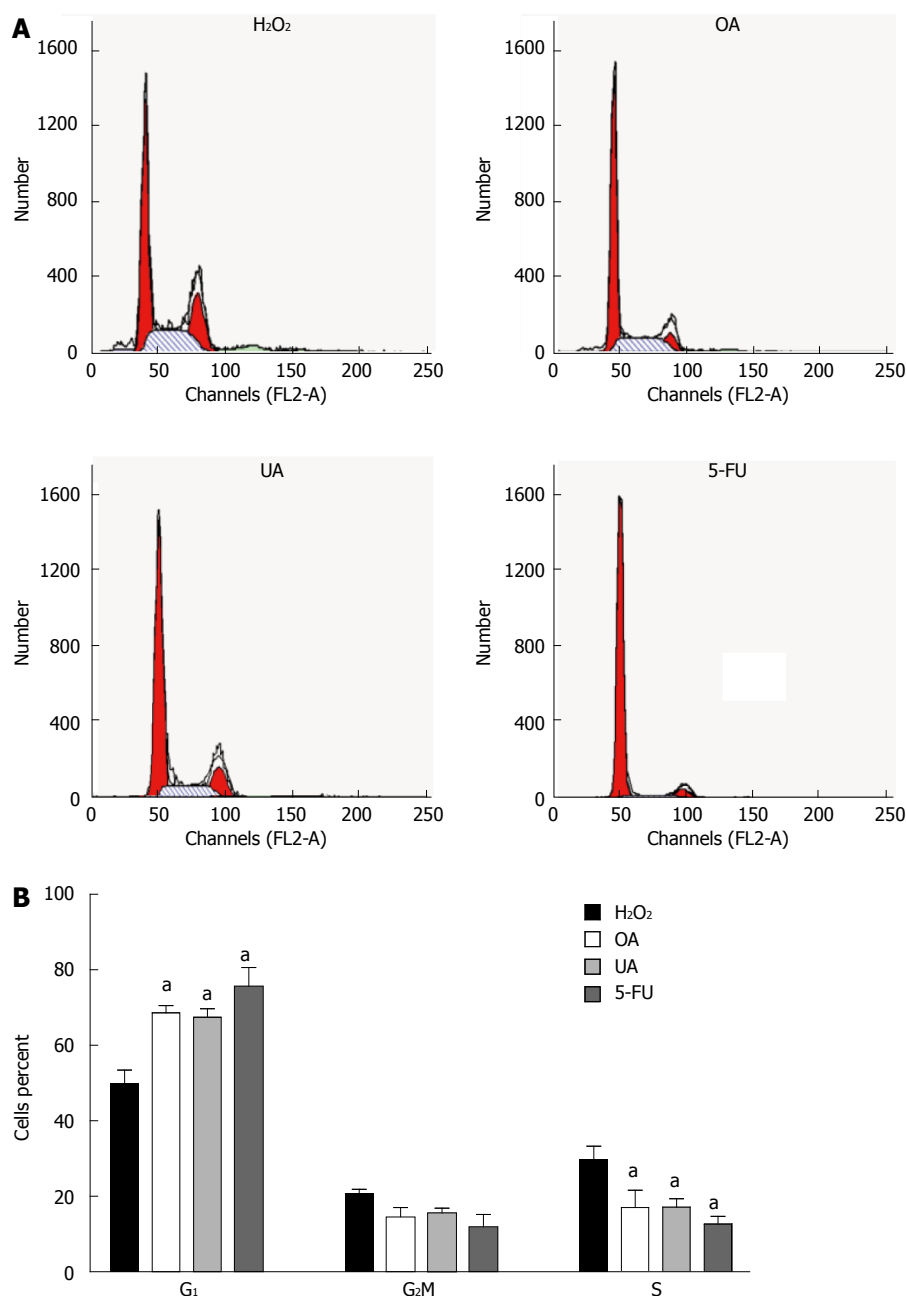 A
H₂O₂
1600
1200
800
400
0
Number
0 50 100 150 200 250
Channels (FL2-A)
OA
1600
1200
800
400
0
Number
0 50 100 150 200 250
Channels (FL2-A)
UA
1600
1200
800
400
0
Number
0 50 100 150 200 250
Channels (FL2-A)
5-FU
1600
1200
800
400
0
Number
0 50 100 150 200 250
Channels (FL2-A)
B
100
80
60
40
20
0
Cells percent
H₂O₂
OA
UA
5-FU
a a a
a a a
G₁ G₂M S